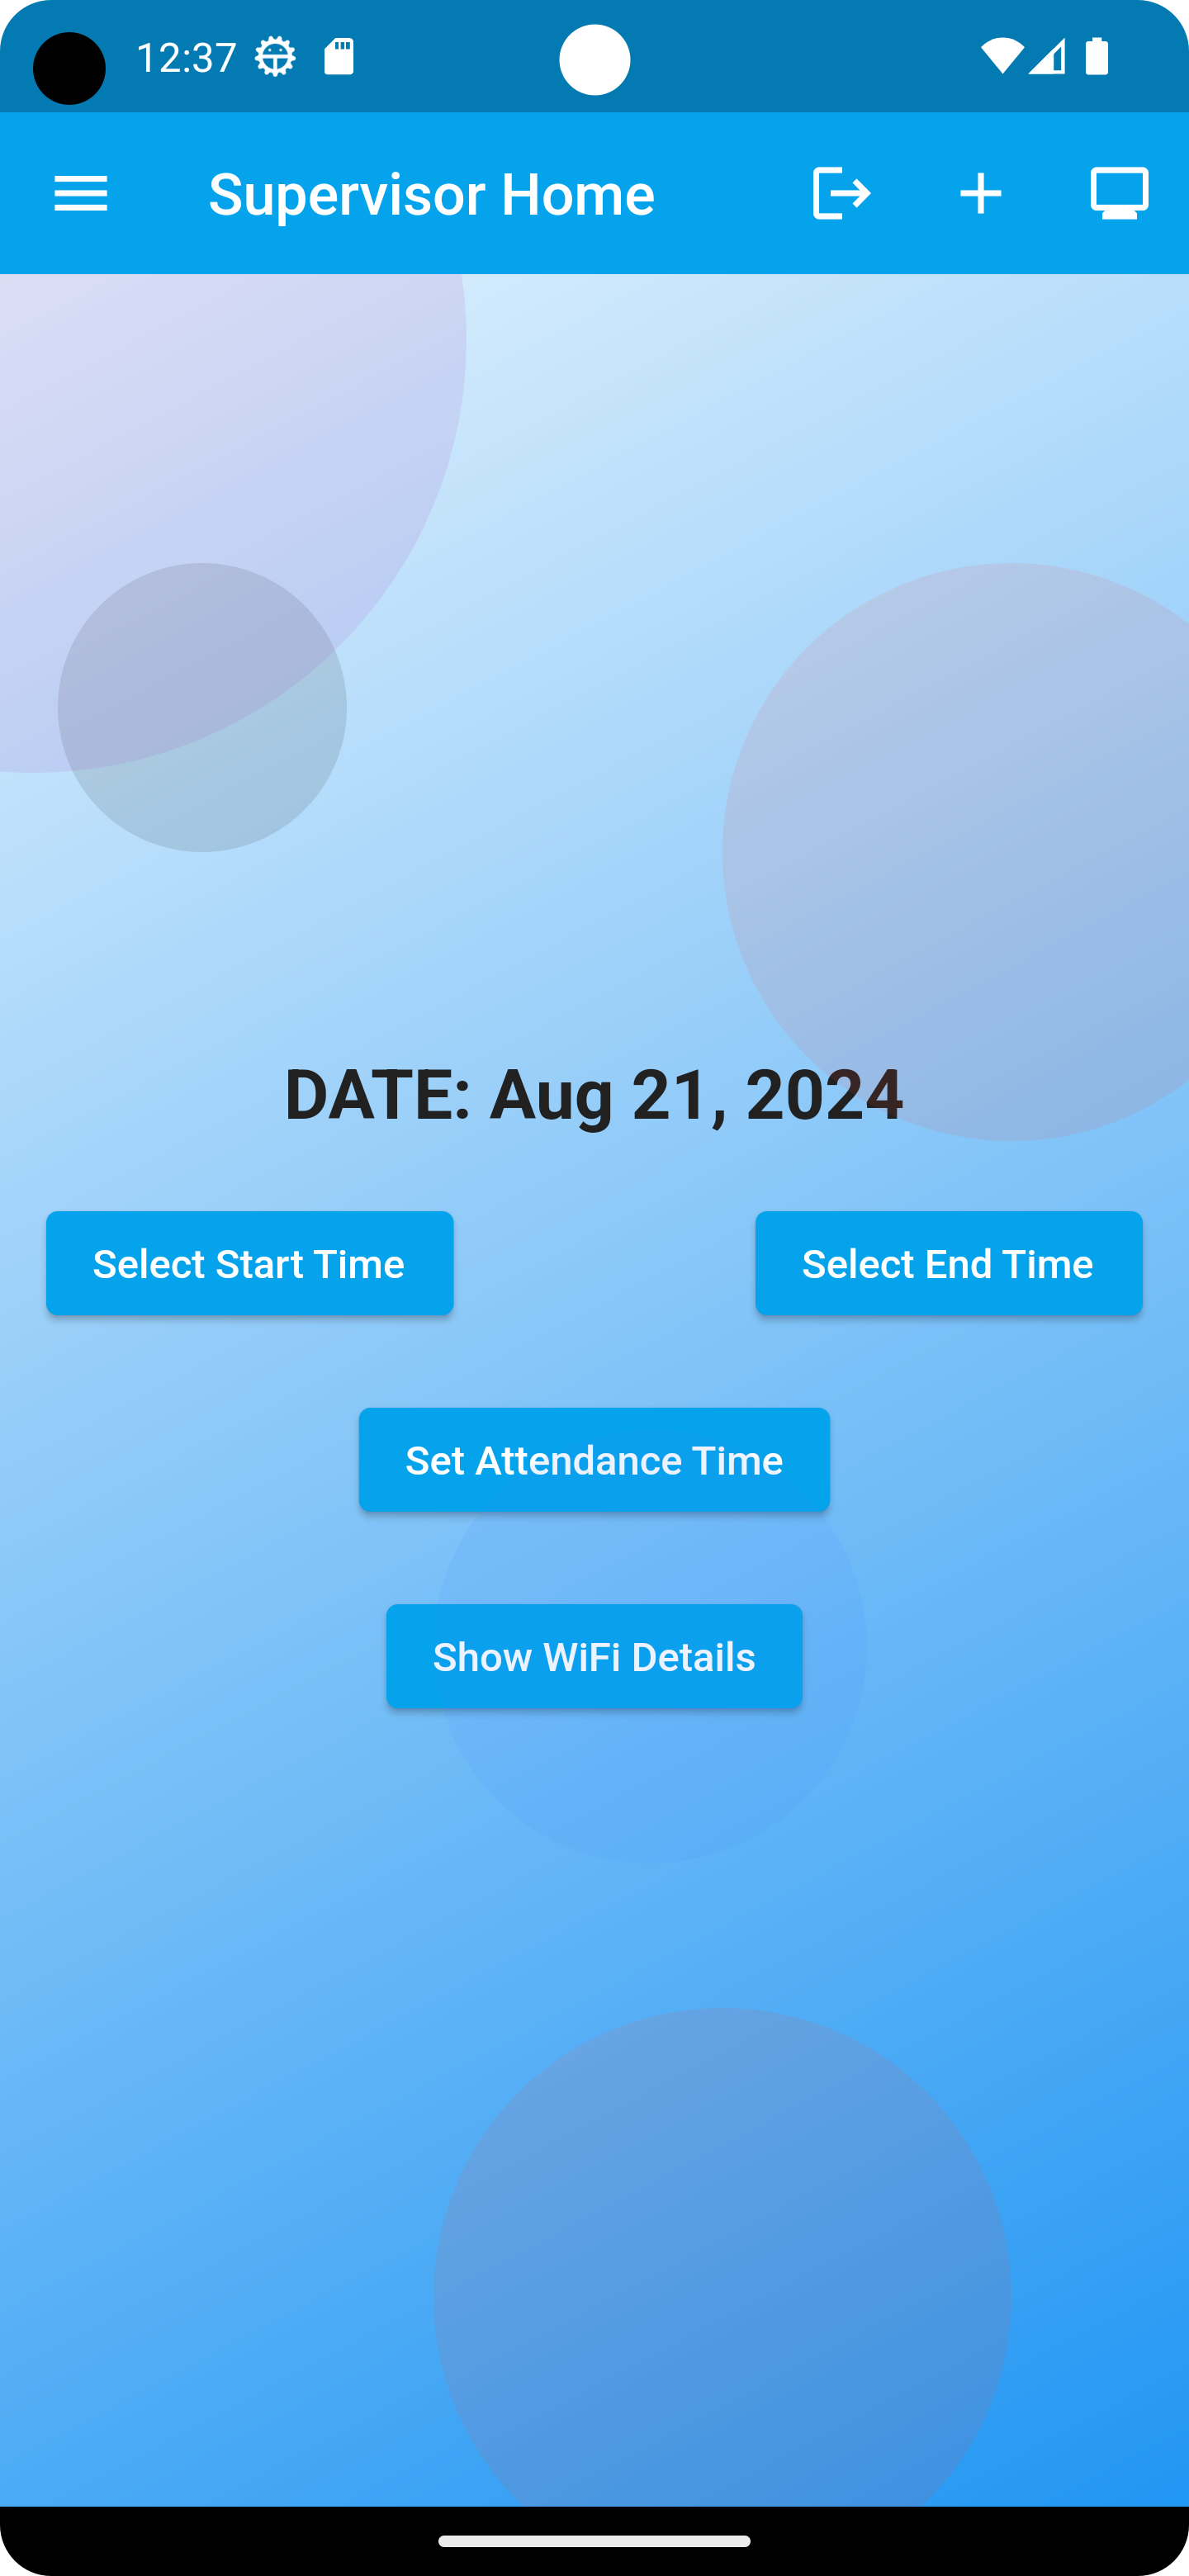 12:37
Supervisor Home
DATE: Aug 21, 2024
Select Start Time
Select End Time
Set Attendance Time
Show WiFi Details